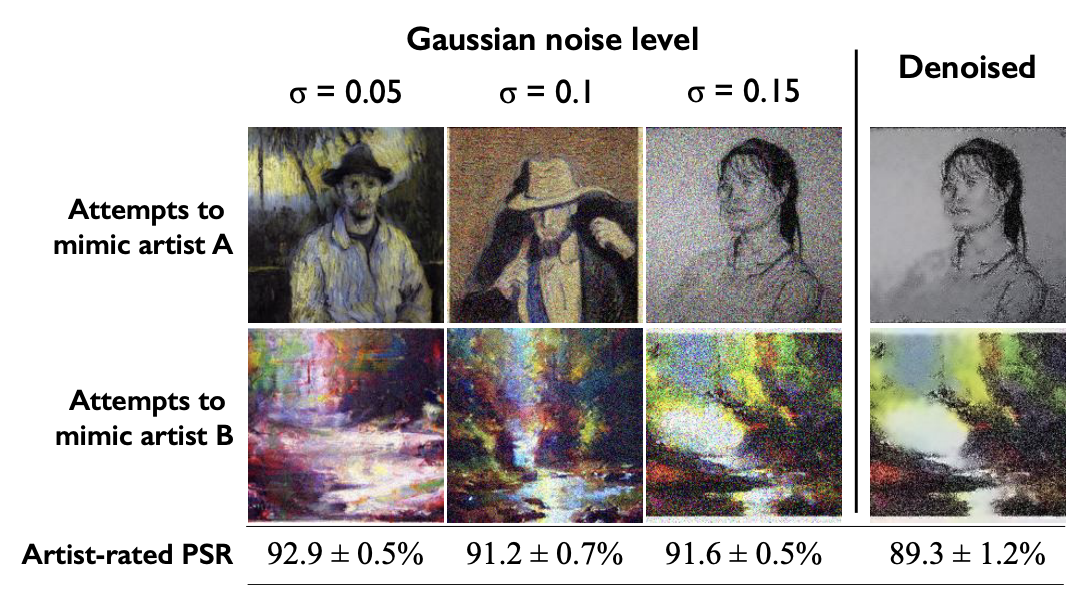 Gaussian noise level
Denoised
σ = 0.05 σ = 0.1 σ = 0.15
Attempts to
mimic artist A
Attempts to
mimic artist B
Artist-rated PSR 92.9 ± 0.5% 91.2 ± 0.7% 91.6 ± 0.5% 89.3 ± 1.2%